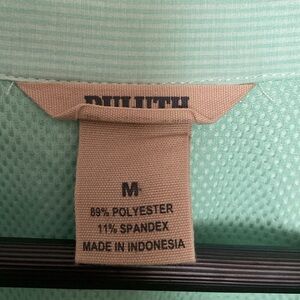 DULUTH
M
89% POLYESTER
11% SPANDEX
MADE IN INDONESIA